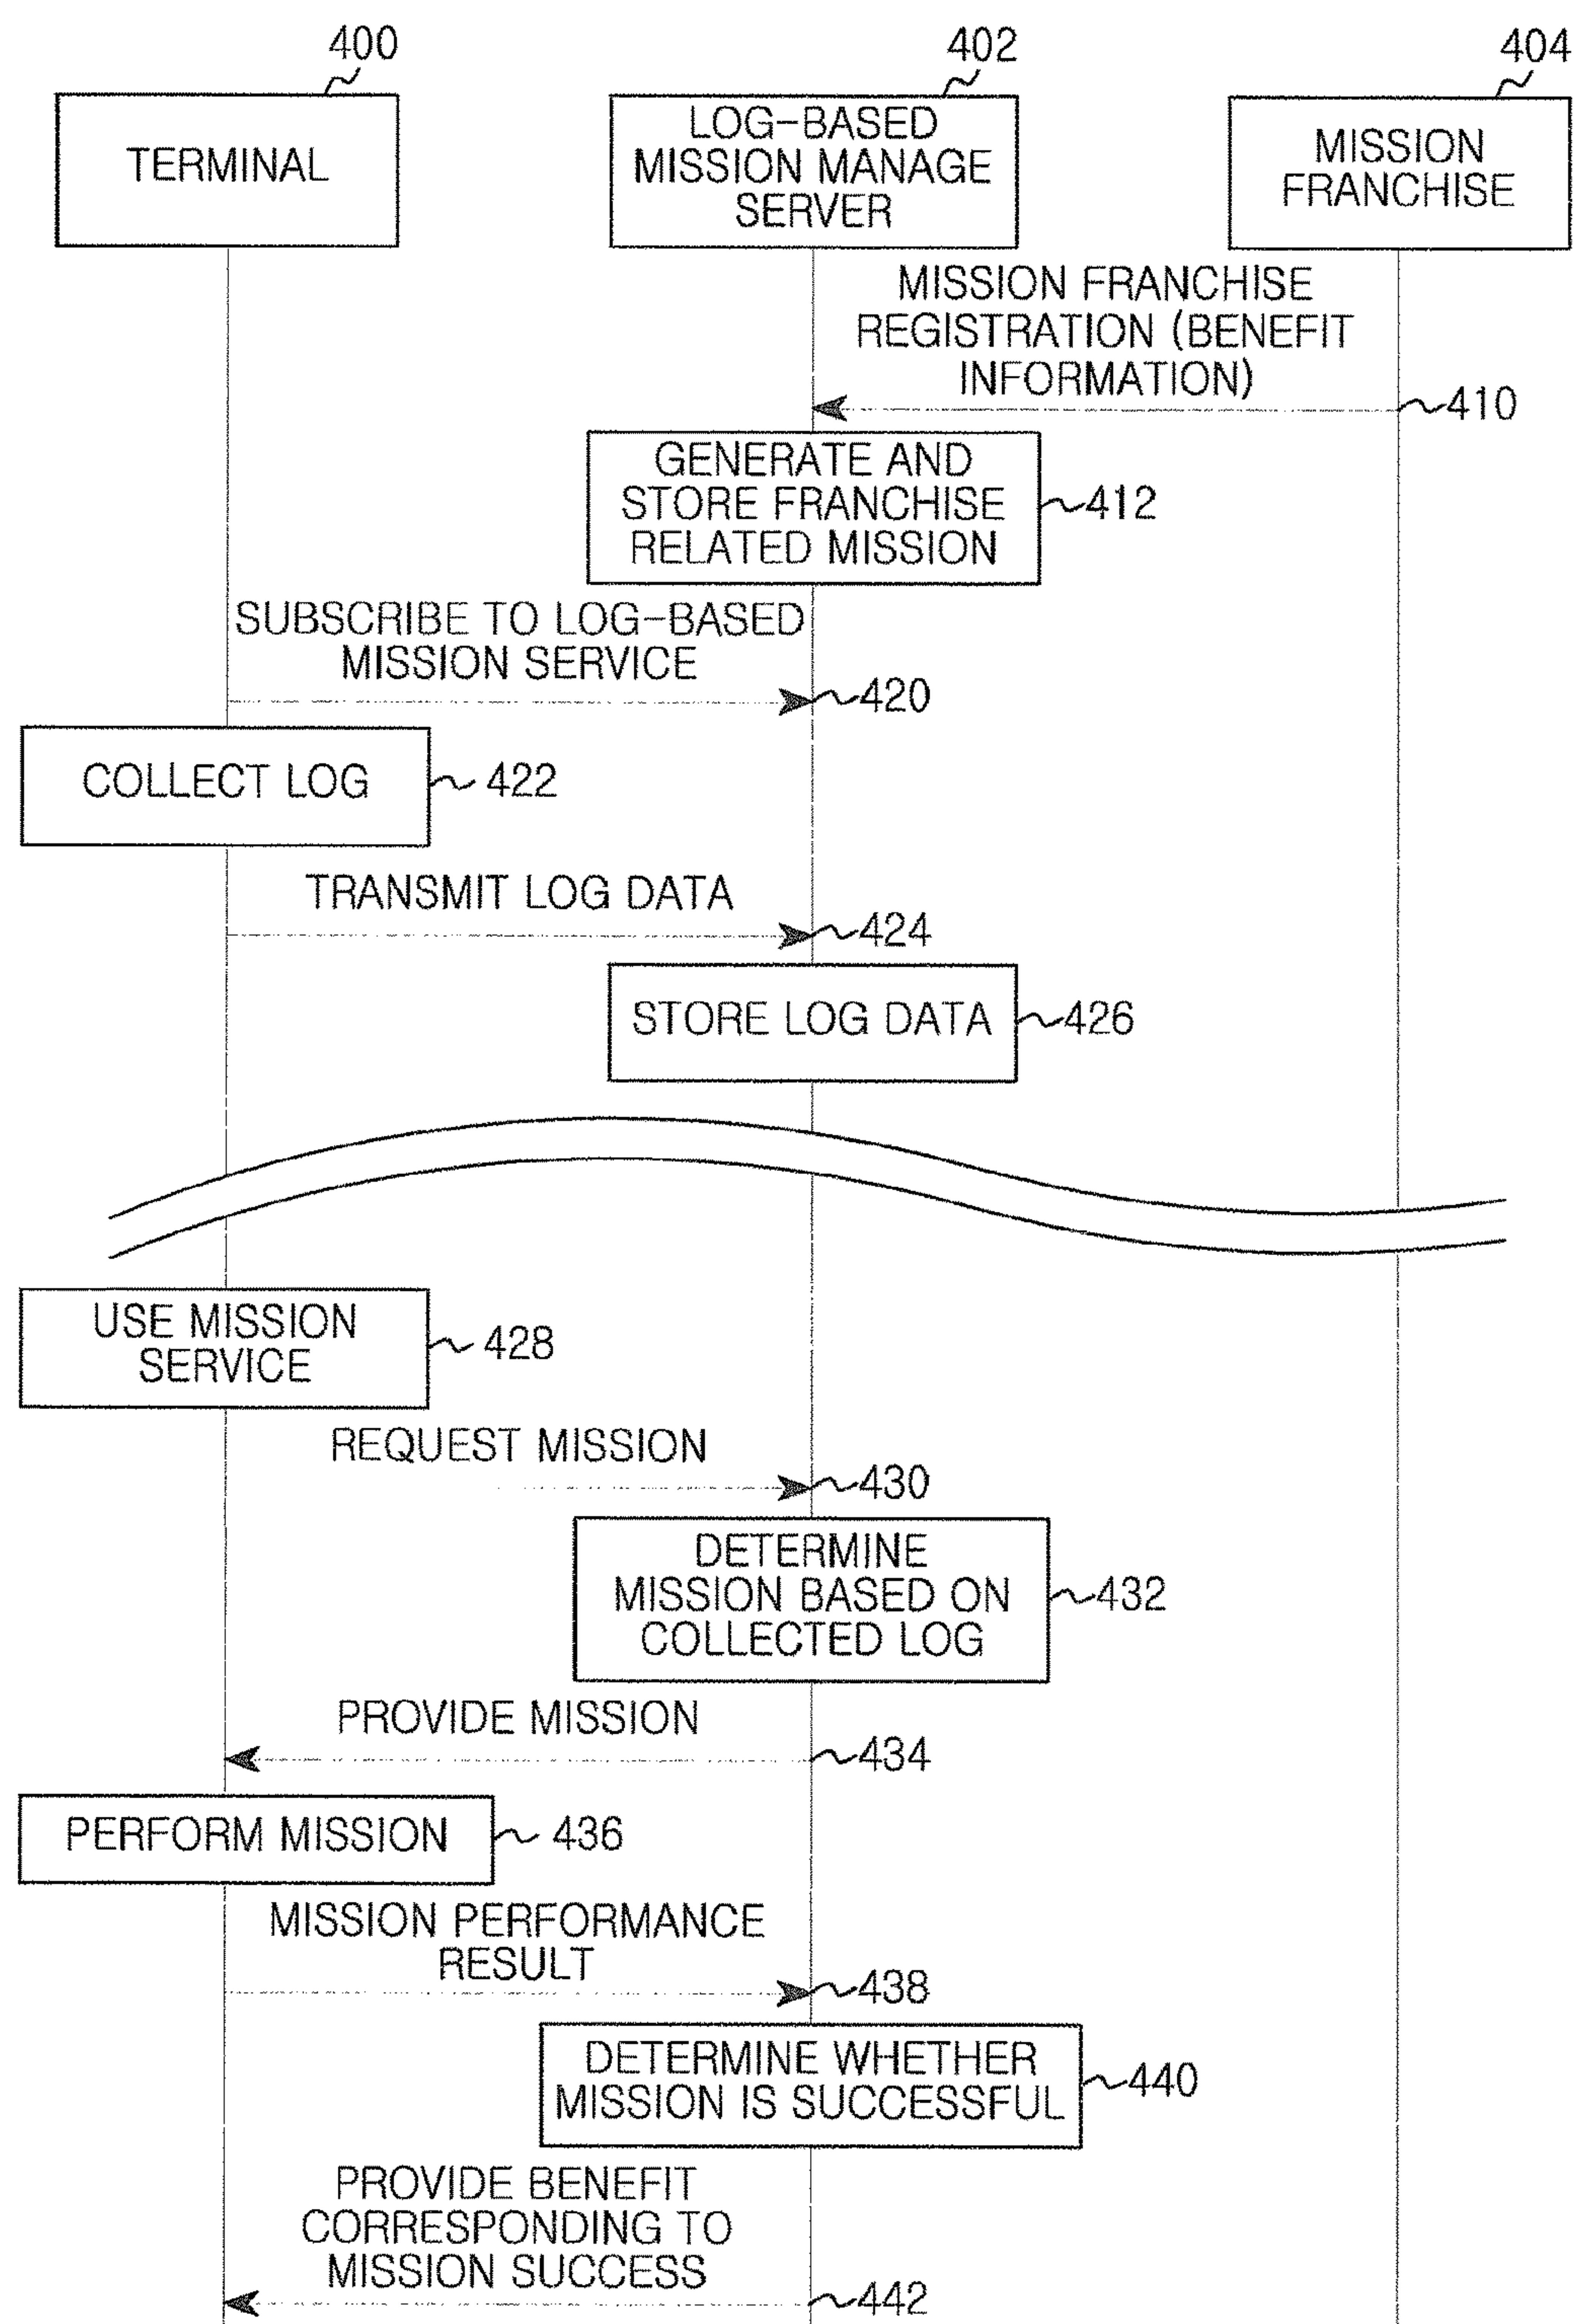 400
402
404
TERMINAL
LOG-BASED
MISSION MANAGE
SERVER
MISSION
FRANCHISE
MISSION FRANCHISE
REGISTRATION (BENEFIT
INFORMATION)
410
GENERATE AND
STORE FRANCHISE
RELATED MISSION
412
SUBSCRIBE TO LOG-BASED
MISSION SERVICE
420
COLLECT LOG
422
TRANSMIT LOG DATA
424
STORE LOG DATA
426
USE MISSION
SERVICE
428
REQUEST MISSION
430
DETERMINE
MISSION BASED ON
COLLECTED LOG
432
PROVIDE MISSION
434
PERFORM MISSION
436
MISSION PERFORMANCE
RESULT
438
DETERMINE WHETHER
MISSION IS SUCCESSFUL
440
PROVIDE BENEFIT
CORRESPONDING TO
MISSION SUCCESS
442